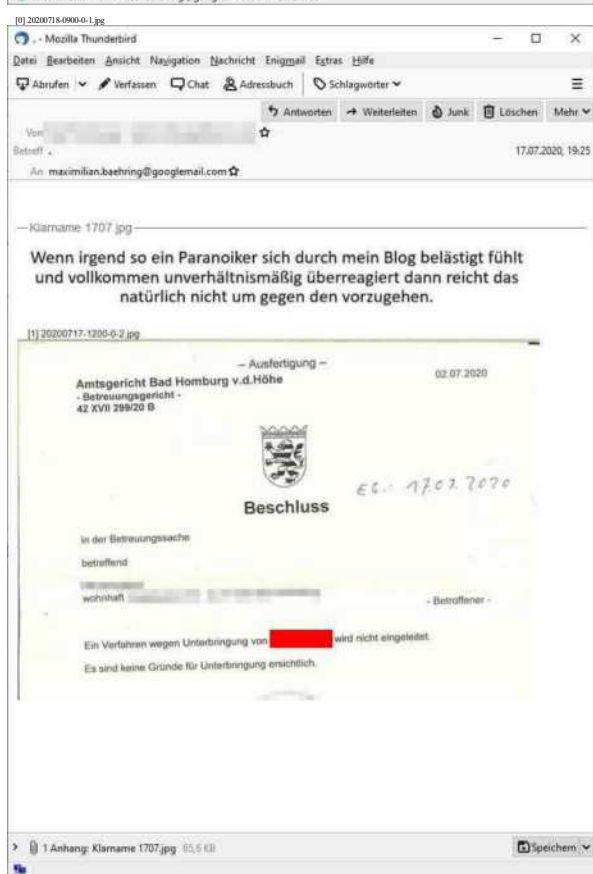 [0] 20200718-0900-0-1.jpg
. - Mozilla Thunderbird
Datei Bearbeiten Ansicht Navigation Nachricht Enigmail Extras Hilfe
Abrufen Verfassen Chat Adressbuch Schlagwörter
Antworten Weiterleiten Junk Löschen Mehr
Von
Betreff .
17.07.2020, 19:25
An maximilian.baehring@googlemail.com
Klarname 1707.jpg
Wenn irgend so ein Paranoiker sich durch mein Blog belästigt fühlt
und vollkommen unverhältnismäßig überreagiert dann reicht das
natürlich nicht um gegen den vorzugehen.
[1] 20200717-1200-0-2.jpg
– Ausfertigung –
Amtsgericht Bad Homburg v.d.Höhe
02.07.2020
- Betreuungsgericht -
42 XVII 299/20 B
EG.: 17.07.2020
Beschluss
In der Betreuungssache
betreffend
wohnhaft
- Betroffener -
Ein Verfahren wegen Unterbringung von wird nicht eingeleitet.
Es sind keine Gründe für Unterbringung ersichtlich.
1 Anhang: Klarname 1707.jpg 65,6 KB
Speichern